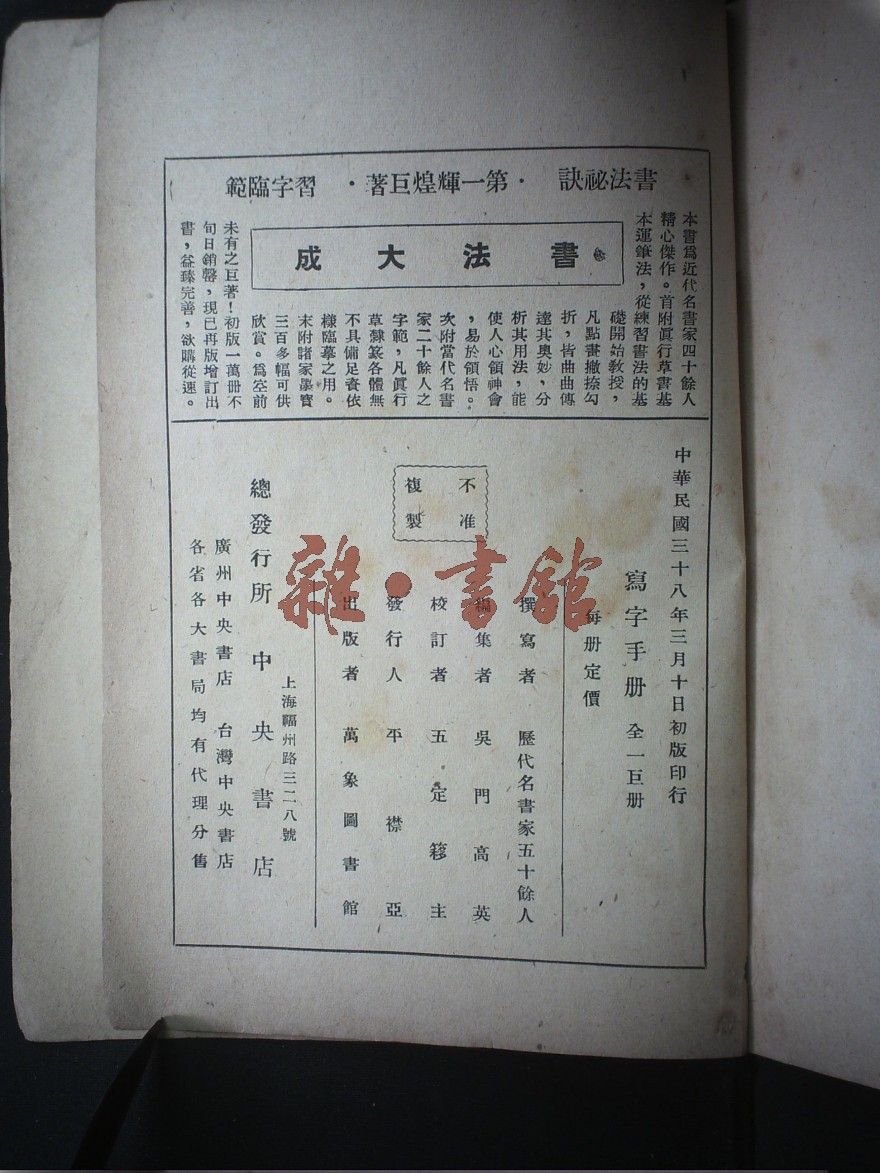 書法祕訣・第一輝煌巨著・習字臨範
書法大成
本書爲近代名書家四十餘人
精心傑作。首附眞行草書基
本運筆法，從練習書法的基
礎開始敎授，
凡點畫撇捺勾
折，皆曲曲傳
達其奧妙，分
析其用法，能
使人心領神會
，易於領悟。
次附當代名書
家二十餘人之
字範，凡眞行
草隸篆各體無
不具備足資依
樣臨摹之用。
末附諸家墨寶
三百多幅可供
欣賞。爲空前
未有之巨著！初版一萬冊不
旬日銷罄，現已再版增訂出
書，益臻完善，欲購從速。
中華民國三十八年三月十日初版印行
寫字手册 全一巨册
每册定價
撰寫者 歷代名書家五十餘人
編集者 吳門高英
校訂者 五定簃主
發行人 平襟亞
出版者 萬象圖書館
不准
複製
上海福州路三二八號
總發行所 中央書店
廣州中央書店 台灣中央書店
各省各大書局均有代理分售
雜・書館